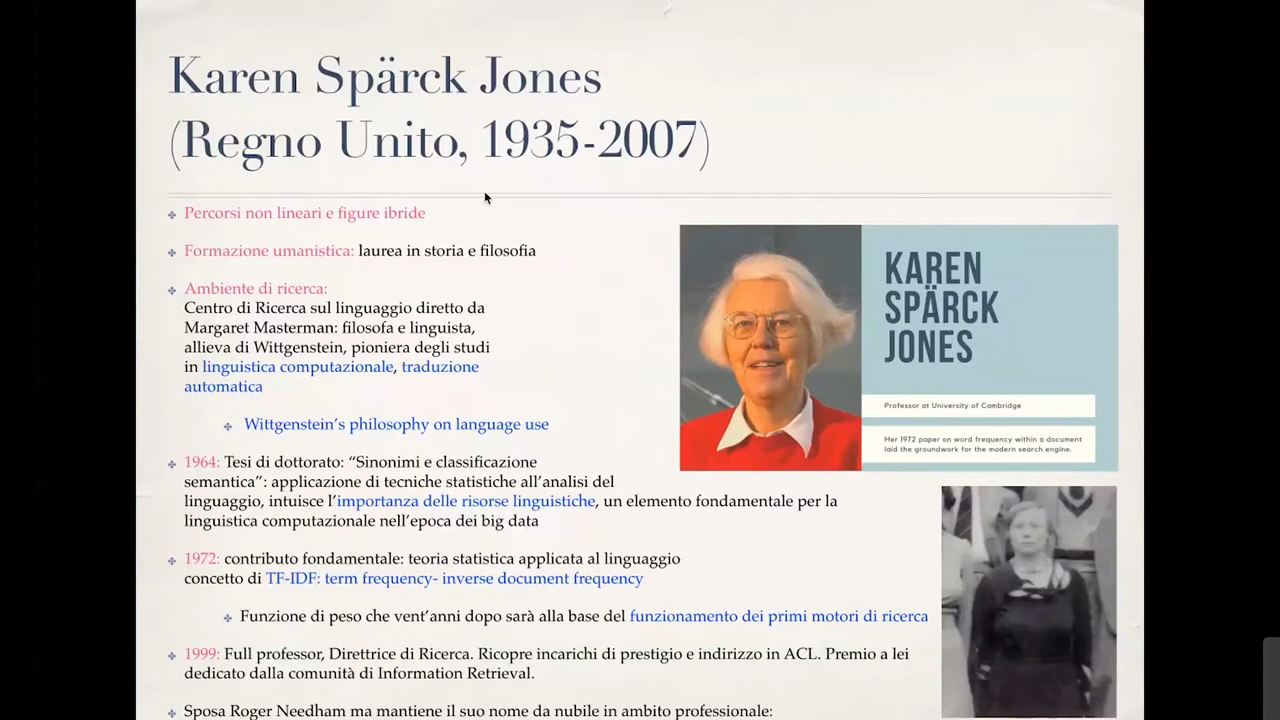 Karen Spärck Jones
(Regno Unito, 1935-2007)
Percorsi non lineari e figure ibride
Formazione umanistica: laurea in storia e filosofia
Ambiente di ricerca:
Centro di Ricerca sul linguaggio diretto da
Margaret Masterman: filosofa e linguista,
allieva di Wittgenstein, pioniera degli studi
in linguistica computazionale, traduzione
automatica
Wittgenstein's philosophy on language use
1964: Tesi di dottorato: “Sinonimi e classificazione
semantica”: applicazione di tecniche statistiche all'analisi del
linguaggio, intuisce l'importanza delle risorse linguistiche, un elemento fondamentale per la
linguistica computazionale nell'epoca dei big data
1972: contributo fondamentale: teoria statistica applicata al linguaggio
concetto di TF-IDF: term frequency- inverse document frequency
Funzione di peso che vent'anni dopo sarà alla base del funzionamento dei primi motori di ricerca
1999: Full professor, Direttrice di Ricerca. Ricopre incarichi di prestigio e indirizzo in ACL. Premio a lei
dedicato dalla comunità di Information Retrieval.
Sposa Roger Needham ma mantiene il suo nome da nubile in ambito professionale:
KAREN
SPÄRCK
JONES
Professor at University of Cambridge
Her 1972 paper on word frequency within a document
laid the groundwork for the modern search engine.